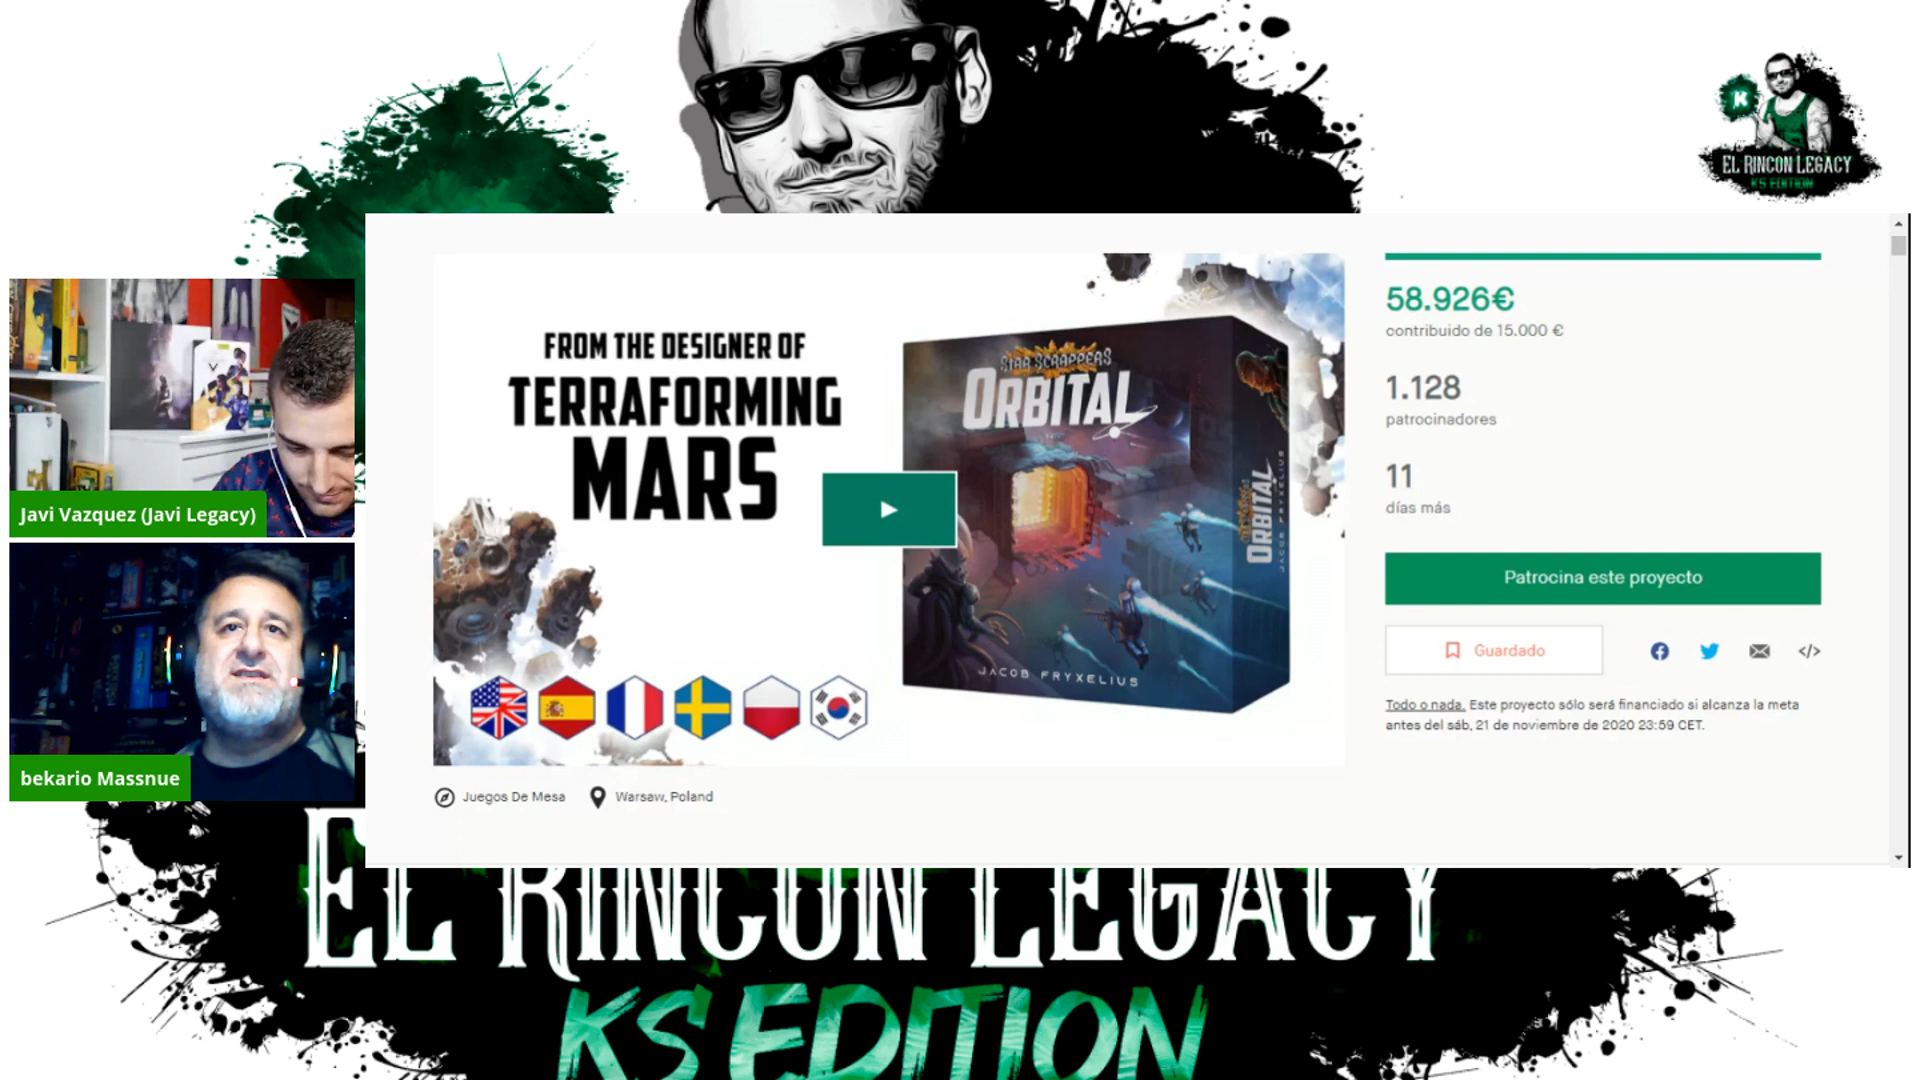 EL RINCON LEGACY
KS EDITION
58.926€
contribuido de 15.000 €
1.128
patrocinadores
11
días más
Patrocina este proyecto
Guardado
Todo o nada. Este proyecto sólo será financiado si alcanza la meta
antes del sáb, 21 de noviembre de 2020 23:59 CET.
FROM THE DESIGNER OF
TERRAFORMING
MARS
STAR SCRAPPERS
ORBITAL
JACOB FRYXELIUS
ORBITAL
JACOB FRYXELIUS
Juegos De Mesa
Warsaw, Poland
Javi Vazquez (Javi Legacy)
bekario Massnue
EL RINCON LEGACY
KS EDITION